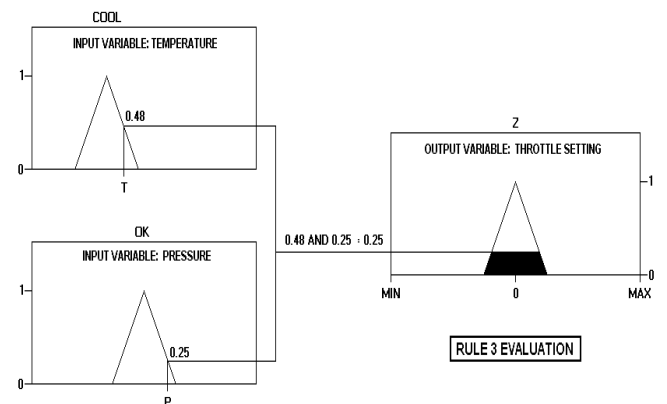 COOL
INPUT VARIABLE: TEMPERATURE
1
0.48
0
T
OK
INPUT VARIABLE: PRESSURE
1
0.25
0
P
0.48 AND 0.25 = 0.25
Z
OUTPUT VARIABLE: THROTTLE SETTING
1
0
MIN
0
MAX
RULE 3 EVALUATION